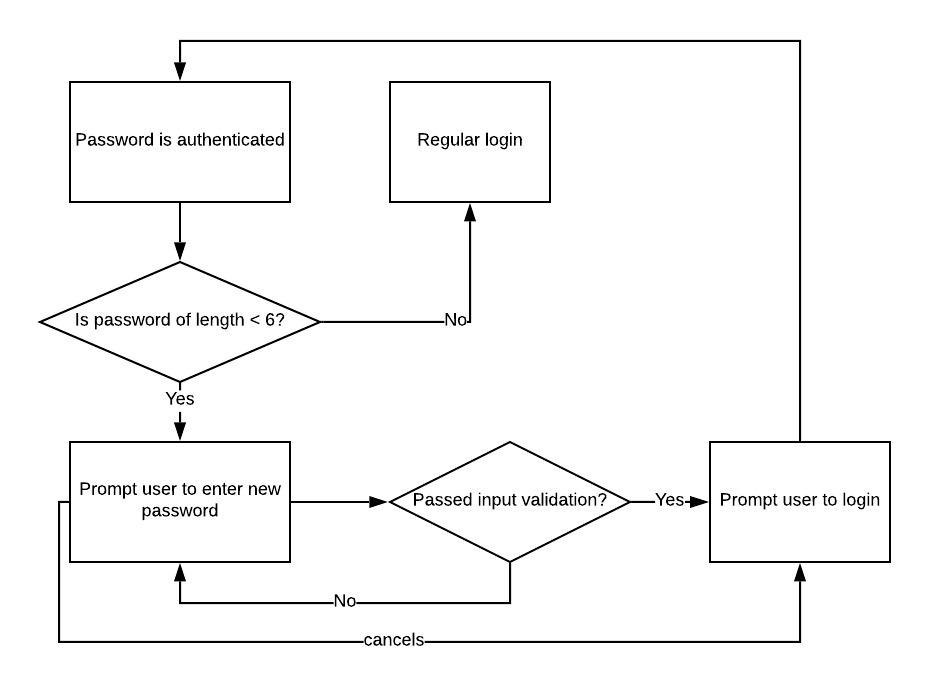 Password is authenticated
Regular login
Is password of length < 6?
No
Yes
Prompt user to enter new
password
Passed input validation?
Yes
Prompt user to login
No
cancels